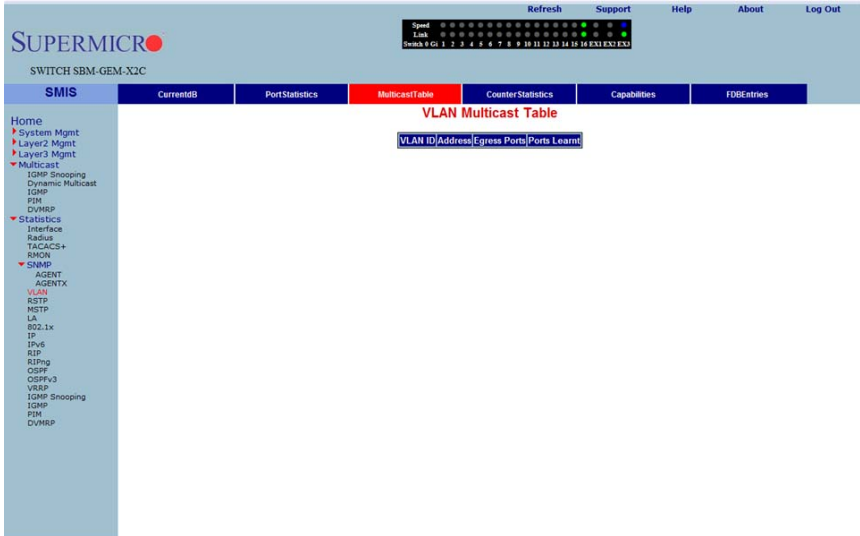 Refresh Support Help About Log Out
Speed
Link
Switch 0 Gi 1 2 3 4 5 6 7 8 9 10 11 12 13 14 15 16 EX1 EX2 EX3
SUPERMICR
SWITCH SBM-GEM-X2C
SMIS CurrentdB PortStatistics MulticastTable CounterStatistics Capabilities FDBEntries
VLAN Multicast Table
VLAN ID Address Egress Ports Ports Learnt
Home
System Mgmt
Layer2 Mgmt
Layer3 Mgmt
Multicast
IGMP Snooping
Dynamic Multicast
IGMP
PIM
DVMRP
Statistics
Interface
Radius
TACACS+
RMON
SNMP
AGENT
AGENTX
VLAN
RSTP
MSTP
LA
802.1x
IP
IPv6
RIP
RIPng
OSPF
OSPFv3
VRRP
IGMP Snooping
IGMP
PIM
DVMRP